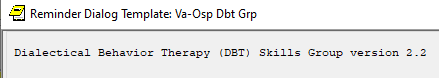 Reminder Dialog Template: Va-Osp Dbt Grp
Dialectical Behavior Therapy (DBT) Skills Group version 2.2